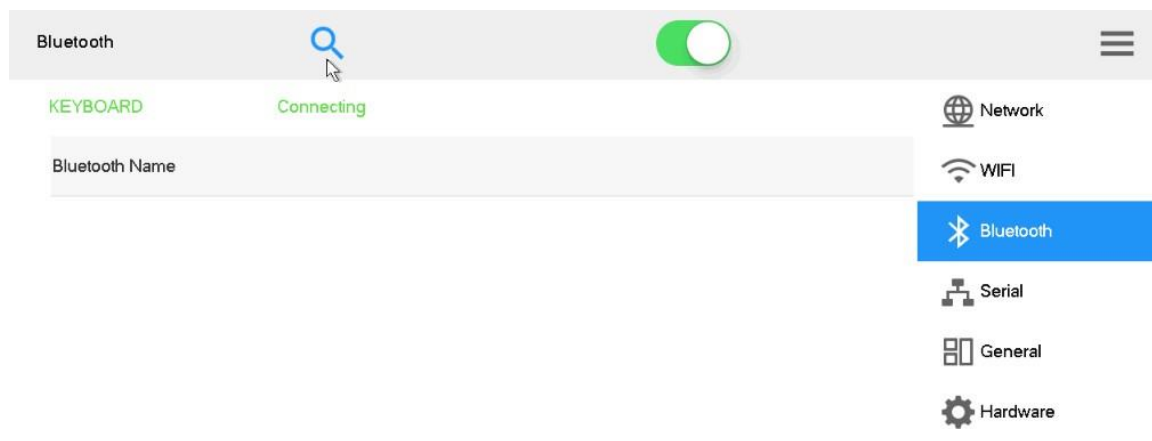 Bluetooth
KEYBOARD Connecting
Bluetooth Name
Network
WIFI
Bluetooth
Serial
General
Hardware